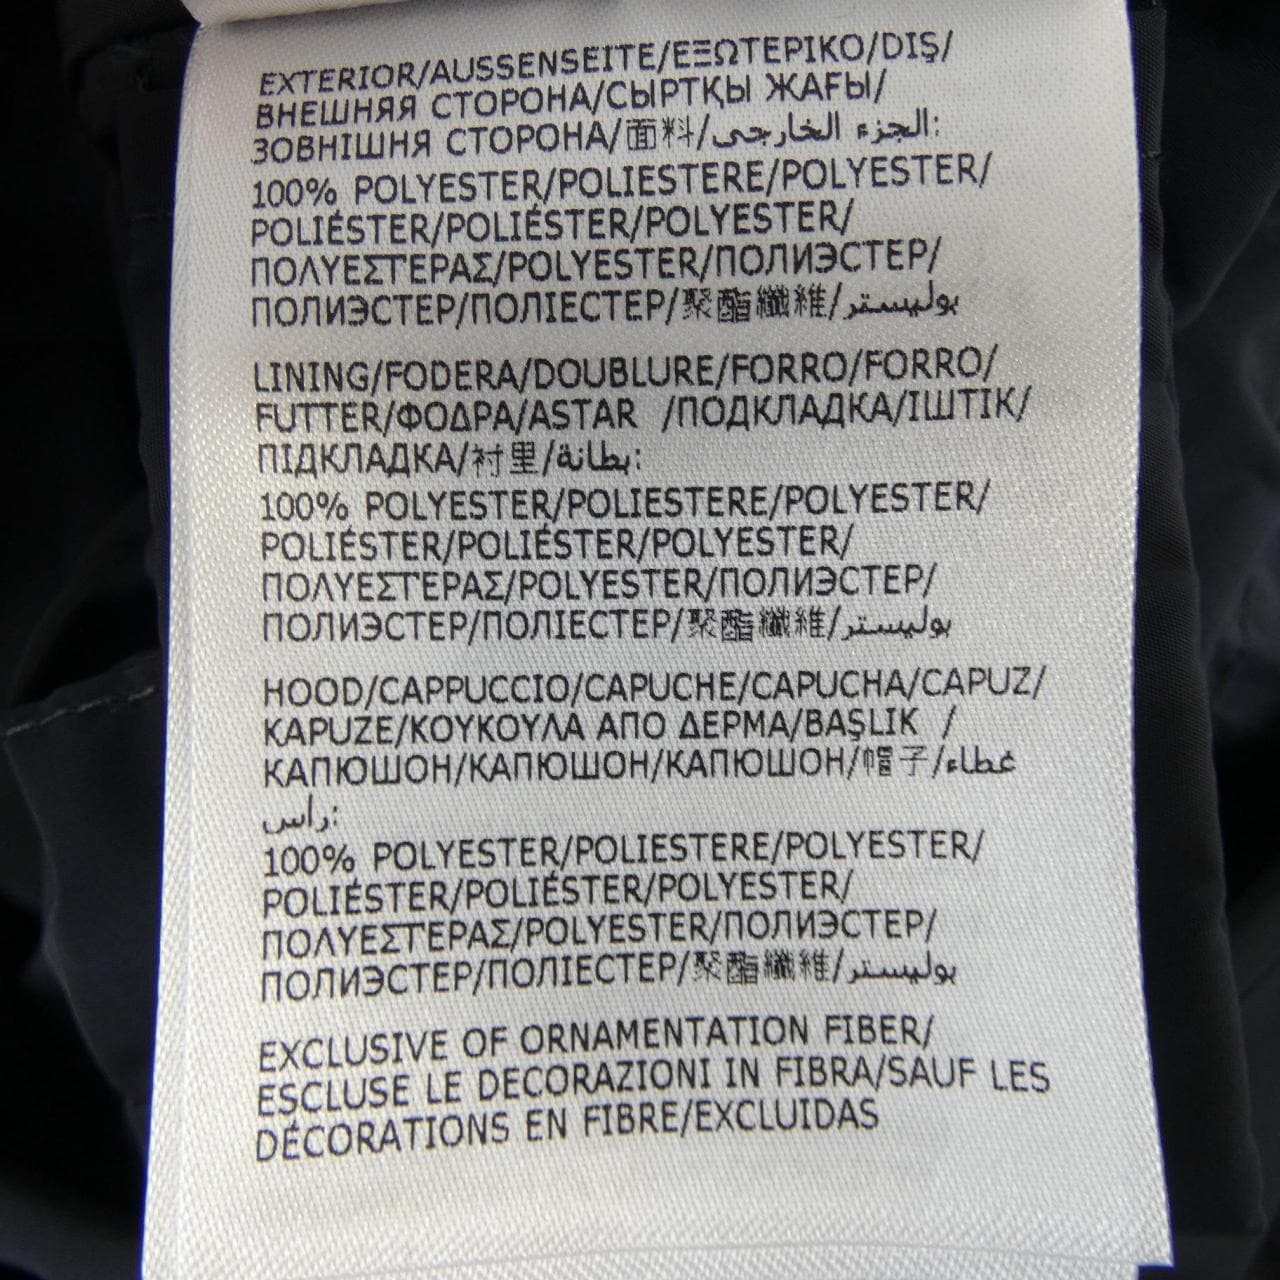 EXTERIOR/AUSSENSEITE/ΕΞΩΤΕΡΙΚΟ/DIŞ/
ВНЕШНЯЯ СТОРОНА/СЫРТҚЫ ЖАҒЫ/
ЗОВНІШНЯ СТОРОНА/面料/الجزء الخارجى:
100% POLYESTER/POLIESTERE/POLYESTER/
POLIÉSTER/POLIÉSTER/POLYESTER/
ΠΟΛΥΕΣΤΕΡΑΣ/POLYESTER/ПОЛИЭСТЕР/
ПОЛИЭСТЕР/ПОЛІЕСТЕР/聚酯纖維/بوليستر
LINING/FODERA/DOUBLURE/FORRO/FORRO/
FUTTER/ΦΟΔΡΑ/ASTAR /ПОДКЛАДКА/ІШТІК/
ПІДКЛАДКА/衬里/بطانة:
100% POLYESTER/POLIESTERE/POLYESTER/
POLIÉSTER/POLIÉSTER/POLYESTER/
ΠΟΛΥΕΣΤΕΡΑΣ/POLYESTER/ПОЛИЭСТЕР/
ПОЛИЭСТЕР/ПОЛІЕСТЕР/聚酯纖維/بوليستر
HOOD/CAPPUCCIO/CAPUCHE/CAPUCHA/CAPUZ/
KAPUZE/ΚΟΥΚΟΥΛΑ ΑΠΟ ΔΕΡΜΑ/BAŞLIK /
КАПЮШОН/КАПЮШОН/КАПЮШОН/帽子/غطاء
راس:
100% POLYESTER/POLIESTERE/POLYESTER/
POLIÉSTER/POLIÉSTER/POLYESTER/
ΠΟΛΥΕΣΤΕΡΑΣ/POLYESTER/ПОЛИЭСТЕР/
ПОЛИЭСТЕР/ПОЛІЕСТЕР/聚酯纖維/بوليستر
EXCLUSIVE OF ORNAMENTATION FIBER/
ESCLUSE LE DECORAZIONI IN FIBRA/SAUF LES
DÉCORATIONS EN FIBRE/EXCLUIDAS